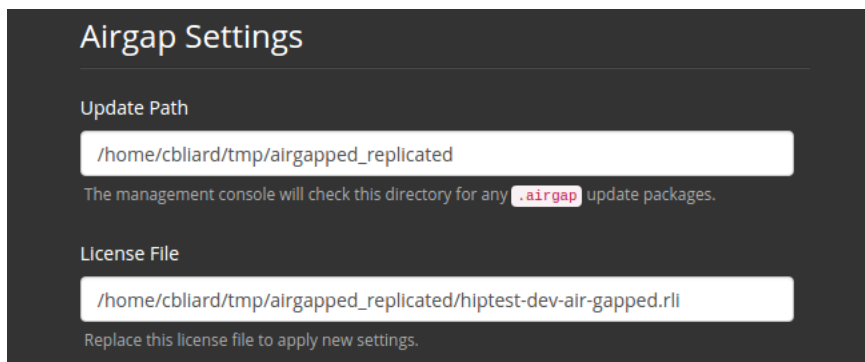 Airgap Settings
Update Path
/home/cbliard/tmp/airgapped_replicated
The management console will check this directory for any .airgap update packages.
License File
/home/cbliard/tmp/airgapped_replicated/hiptest-dev-air-gapped.rli
Replace this license file to apply new settings.